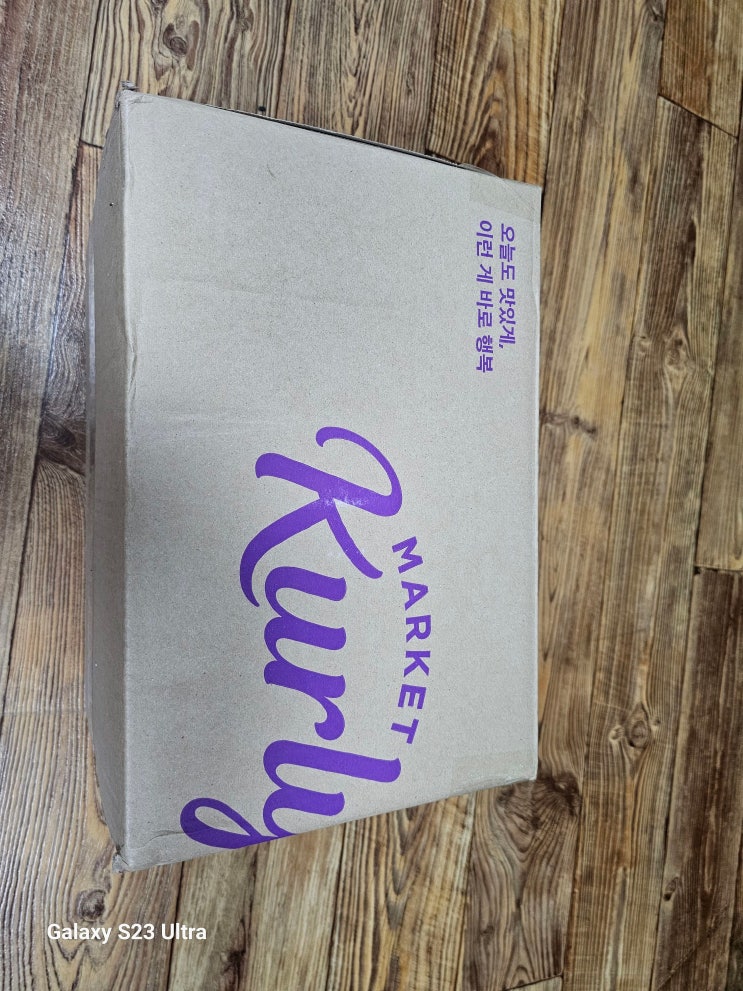 오늘도 맛있게,
이런 게 바로 행복
MARKET
Kurly
Galaxy S23 Ultra